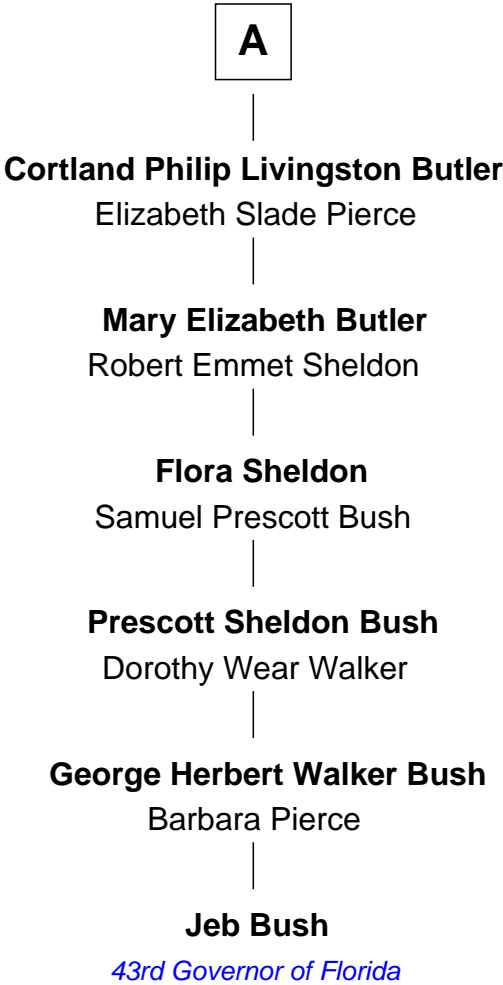 A
Cortland Philip Livingston Butler
Elizabeth Slade Pierce
Mary Elizabeth Butler
Robert Emmet Sheldon
Flora Sheldon
Samuel Prescott Bush
Prescott Sheldon Bush
Dorothy Wear Walker
George Herbert Walker Bush
Barbara Pierce
Jeb Bush
43rd Governor of Florida